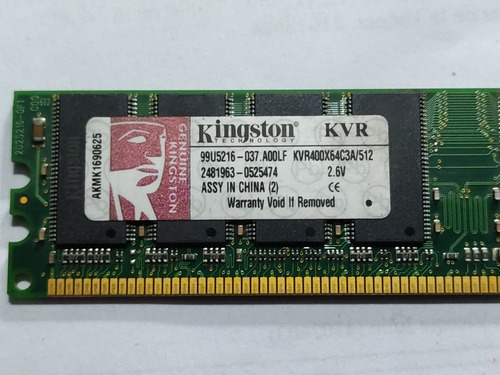 Kingston KVR
TECHNOLOGY
99U5216-037.A00LF KVR400X64C3A/512
2481963-0525474 2.6V
ASSY IN CHINA (2) CE
Warranty Void If Removed
GENUINE
KINGSTON
AKMK1690625